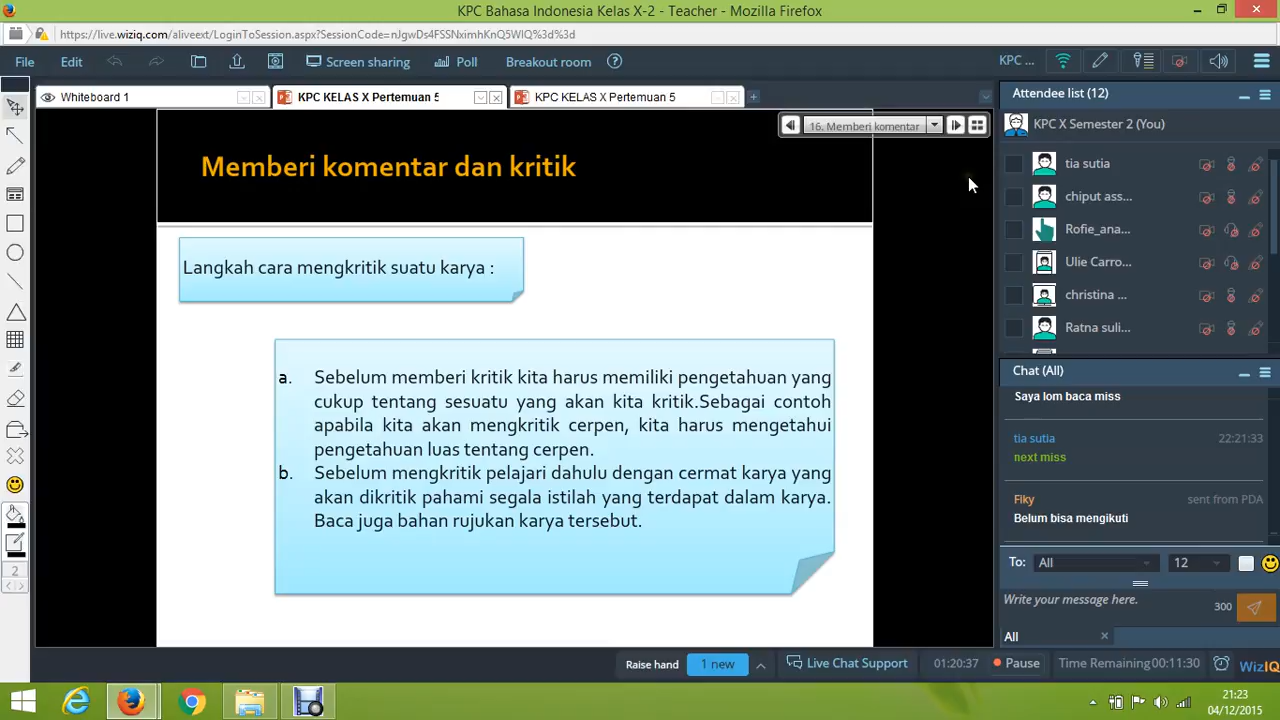 KPC Bahasa Indonesia Kelas X-2 - Teacher - Mozilla Firefox
https://live.wiziq.com/aliveext/LoginToSession.aspx?SessionCode=nJgwDs4FSSNximhKnQ5WlQ%3d%3d
File Edit Screen sharing Poll Breakout room ? KPC ...
Whiteboard 1 KPC KELAS X Pertemuan 5 KPC KELAS X Pertemuan 5
16. Memberi komentar
Memberi komentar dan kritik
Langkah cara mengkritik suatu karya :
a. Sebelum memberi kritik kita harus memiliki pengetahuan yang
cukup tentang sesuatu yang akan kita kritik.Sebagai contoh
apabila kita akan mengkritik cerpen, kita harus mengetahui
pengetahuan luas tentang cerpen.
b. Sebelum mengkritik pelajari dahulu dengan cermat karya yang
akan dikritik pahami segala istilah yang terdapat dalam karya.
Baca juga bahan rujukan karya tersebut.
2
Attendee list (12)
KPC X Semester 2 (You)
tia sutia
chiput ass...
Rofie_ana...
Ulie Carro...
christina ...
Ratna suli...
Chat (All)
Saya lom baca miss
tia sutia 22:21:33
next miss
Fiky sent from PDA
Belum bisa mengikuti
To: All 12
Write your message here. 300
All
Raise hand 1 new Live Chat Support 01:20:37 Pause Time Remaining 00:11:30 WizIQ
21:23
04/12/2015